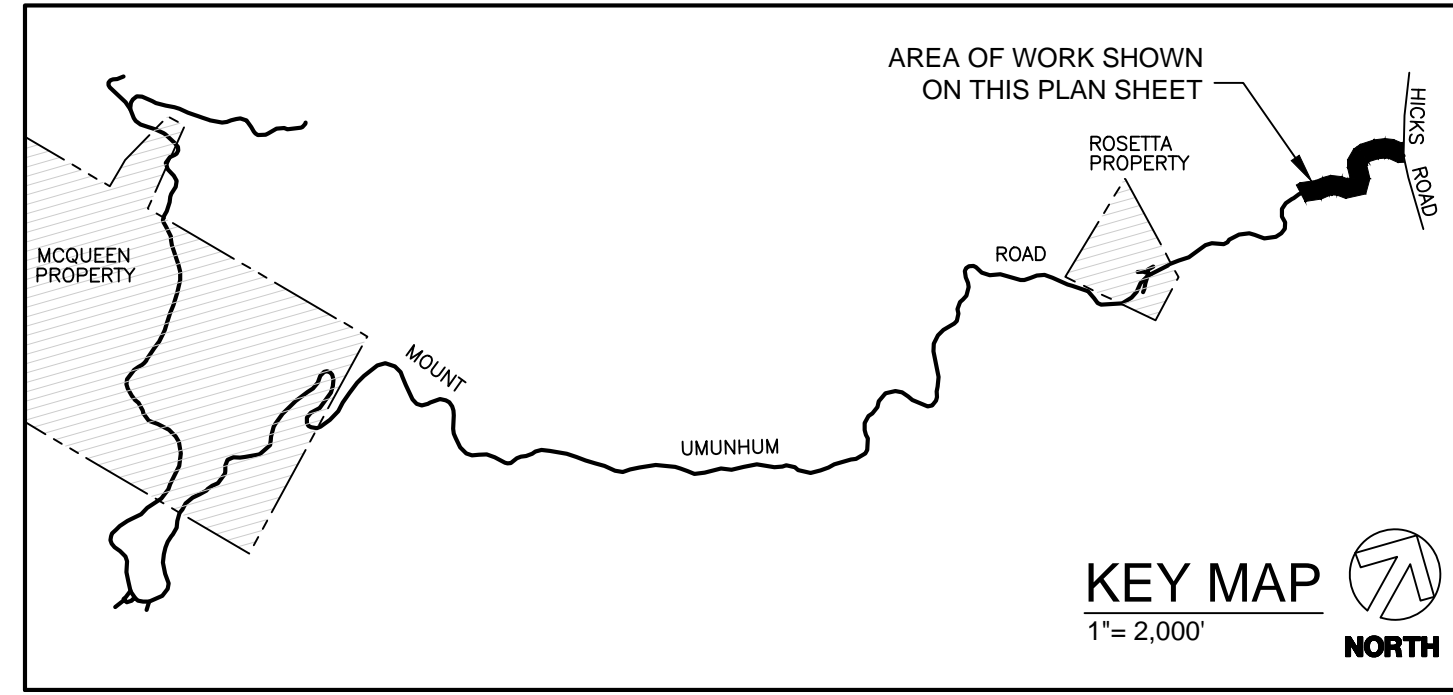 AREA OF WORK SHOWN
ON THIS PLAN SHEET
HICKS ROAD
ROSETTA
PROPERTY
MCQUEEN
PROPERTY
ROAD
MOUNT
UMUNHUM
KEY MAP
1"= 2,000'
NORTH